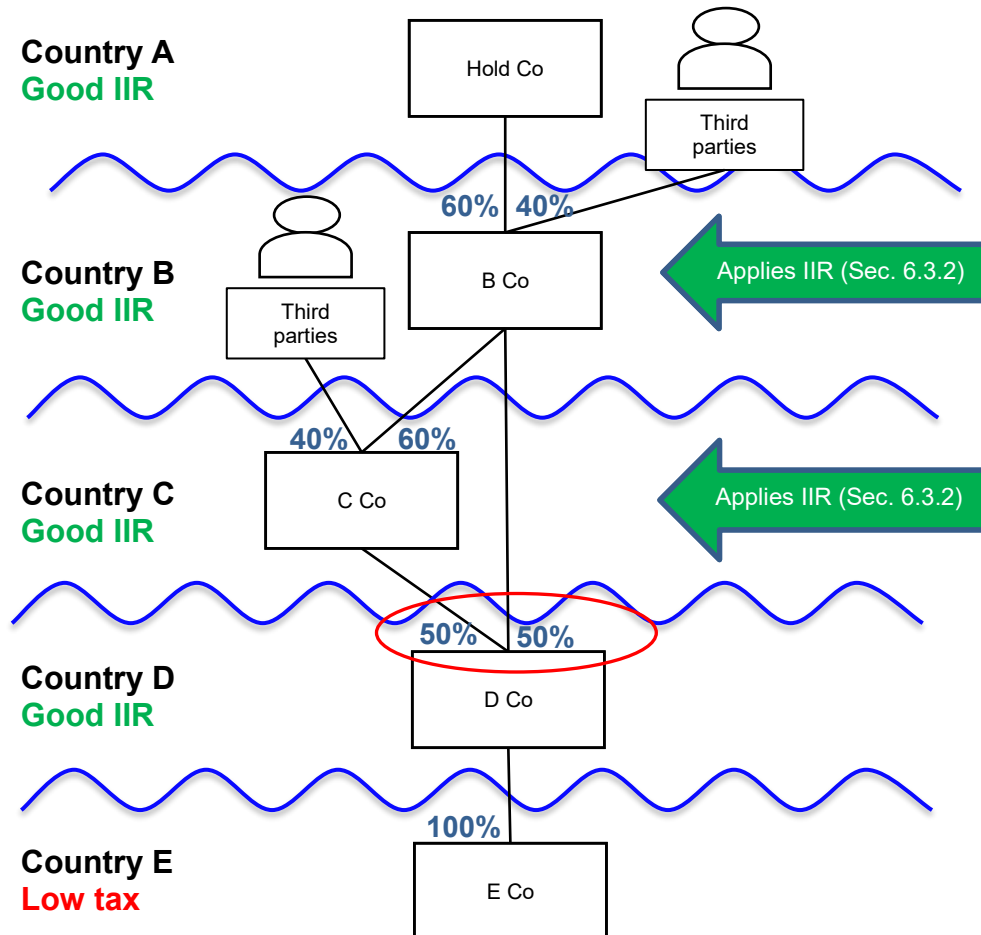 Country A
Good IIR
Hold Co
Third
parties
60%
40%
Country B
Good IIR
Third
parties
B Co
Applies IIR (Sec. 6.3.2)
40%
60%
Country C
Good IIR
C Co
Applies IIR (Sec. 6.3.2)
50%
50%
Country D
Good IIR
D Co
100%
Country E
Low tax
E Co